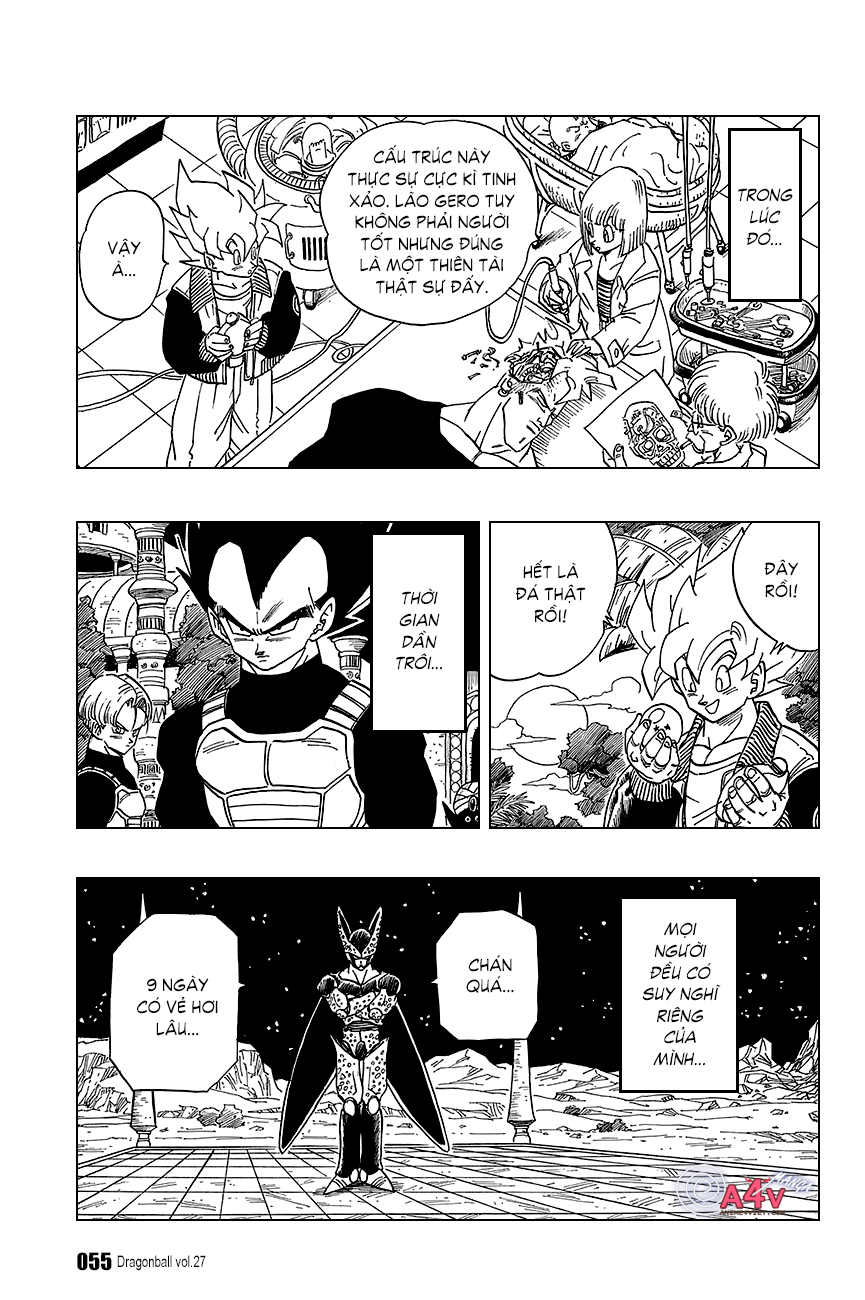 TRONG
LÚC
ĐÓ...
CẤU TRÚC NÀY
THỰC SỰ CỰC KÌ TINH
XẢO. LÃO GERO TUY
KHÔNG PHẢI NGƯỜI
TỐT NHƯNG ĐÚNG
LÀ MỘT THIÊN TÀI
THẬT SỰ ĐẤY.
VẬY
À...
ĐÂY
RỒI!
HẾT LÀ
ĐÁ THẬT
RỒI!
THỜI
GIAN
DẦN
TRÔI...
MỌI
NGƯỜI
ĐỀU CÓ
SUY NGHĨ
RIÊNG
CỦA
MÌNH...
CHÁN
QUÁ...
9 NGÀY
CÓ VẺ HƠI
LÂU...
A4V
ANIME4VIET.COM
055 Dragonball vol.27